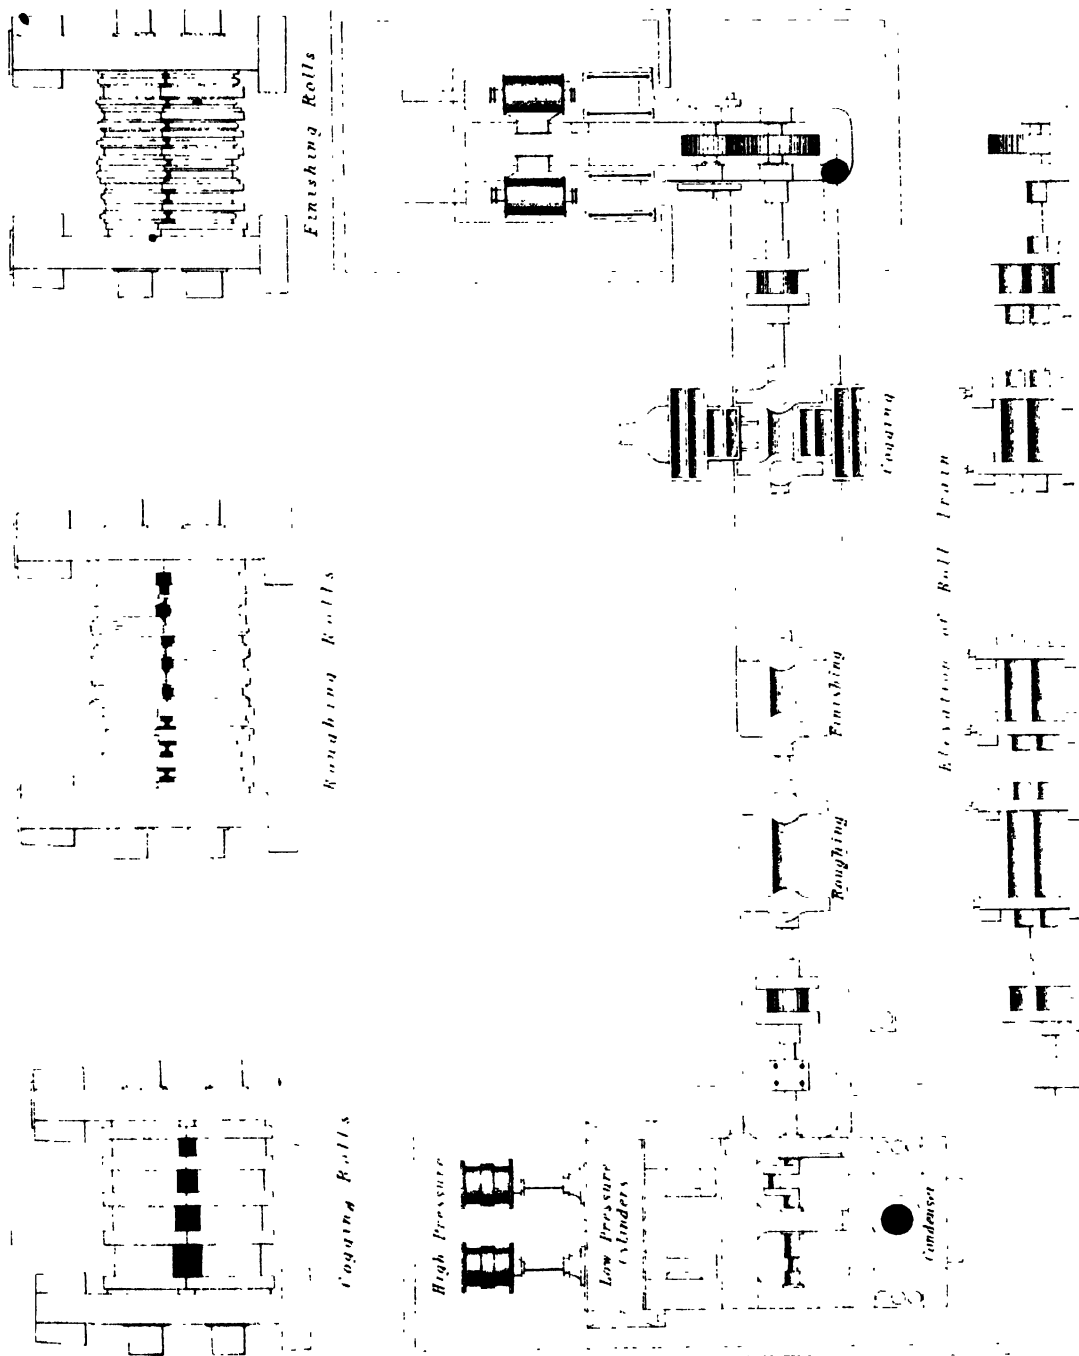 Finishing Rolls
Roughing Rolls
Cogging Rolls
High Pressure
Low Pressure
Cylinders
Condenser
Cogging
Finishing
Roughing
Elevation of Roll Train